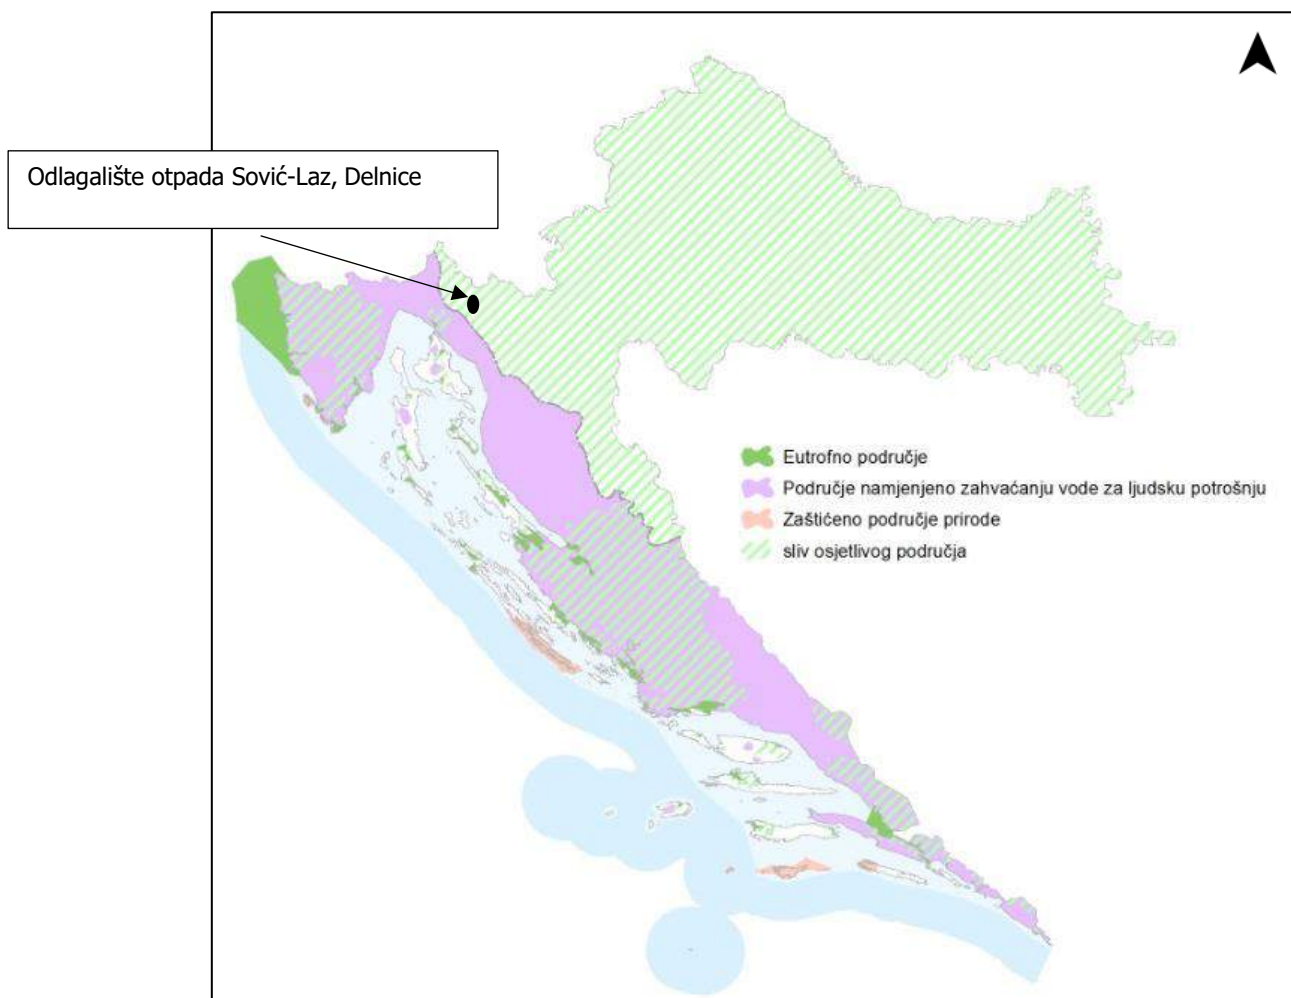 Odlagalište otpada Sović-Laz, Delnice
Eutrofno područje
Područje namjenjeno zahvaćanju vode za ljudsku potrošnju
Zaštićeno područje prirode
sliv osjetlivog područja